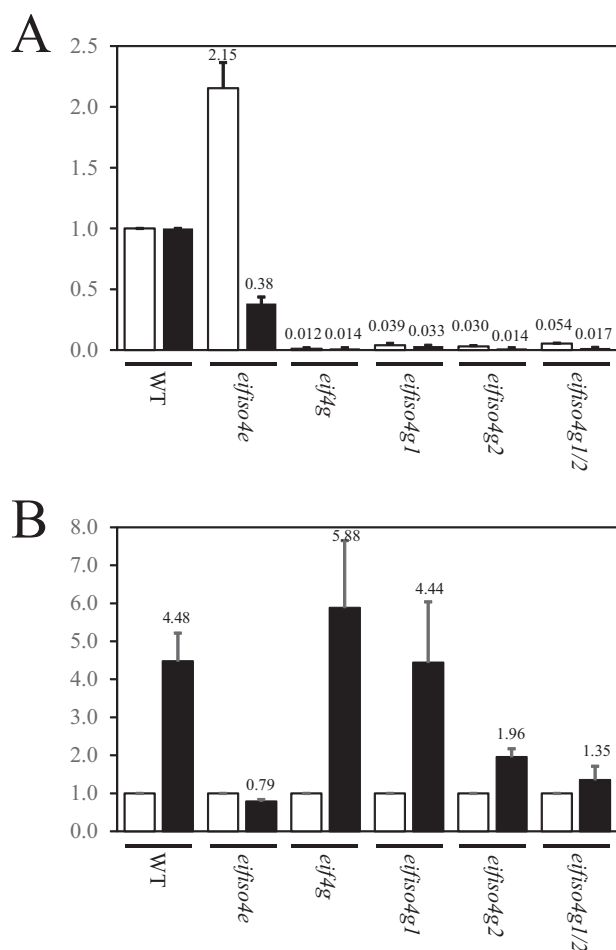 A
2.5
2.0
1.5
1.0
0.5
0.0
2.15
0.38
0.012 0.014
0.039 0.033
0.030 0.014
0.054 0.017
WT
eifiso4e
eif4g
eifiso4g1
eifiso4g2
eifiso4g1/2
B
8.0
7.0
6.0
5.0
4.0
3.0
2.0
1.0
0.0
4.48
0.79
5.88
4.44
1.96
1.35
WT
eifiso4e
eif4g
eifiso4g1
eifiso4g2
eifiso4g1/2